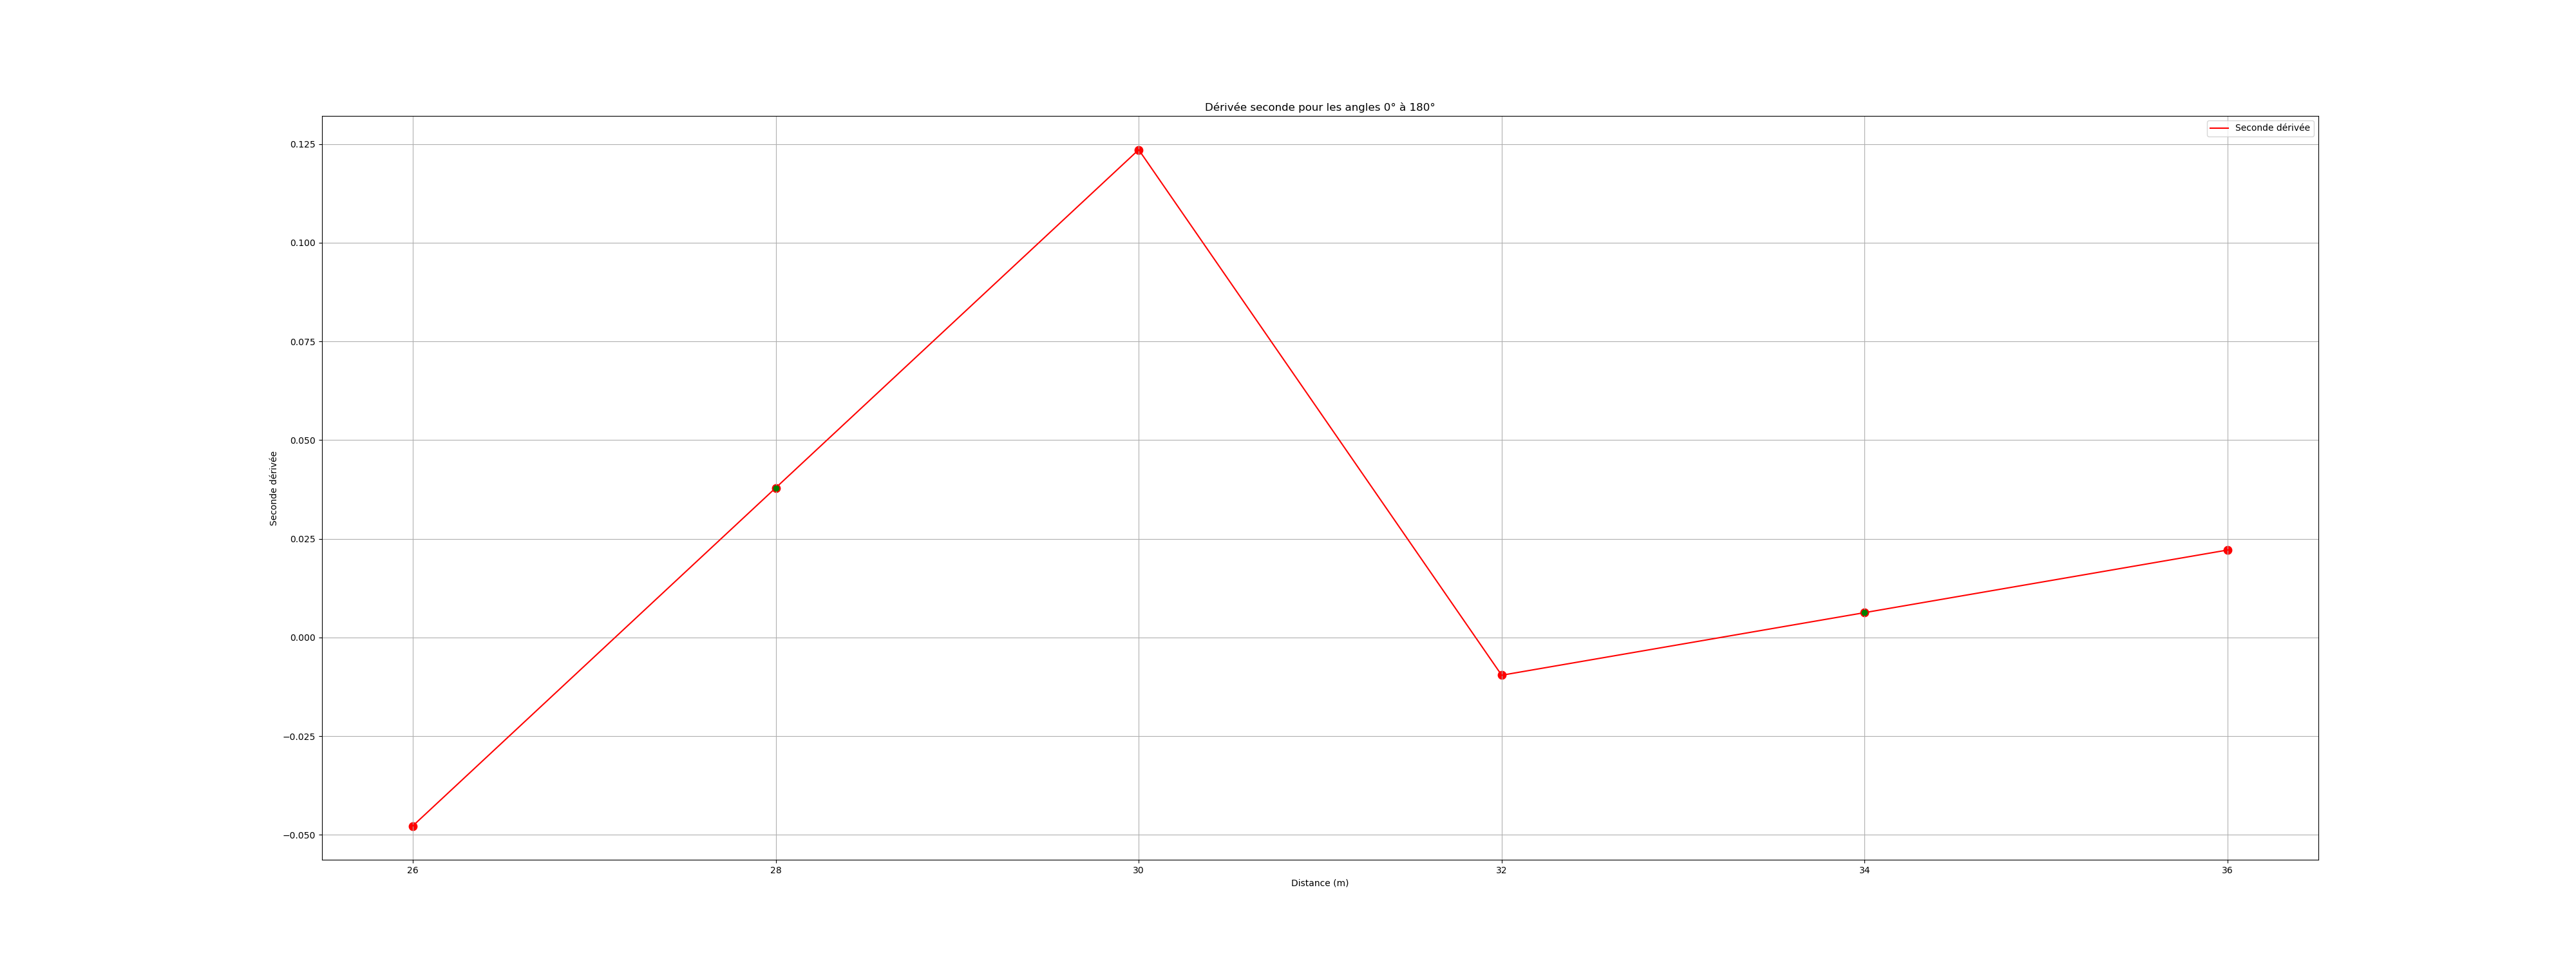 Dérivée seconde pour les angles 0° à 180°
Seconde dérivée
0.125
0.100
0.075
0.050
0.025
0.000
−0.025
−0.050
Seconde dérivée
26 28 30 32 34 36
Distance (m)